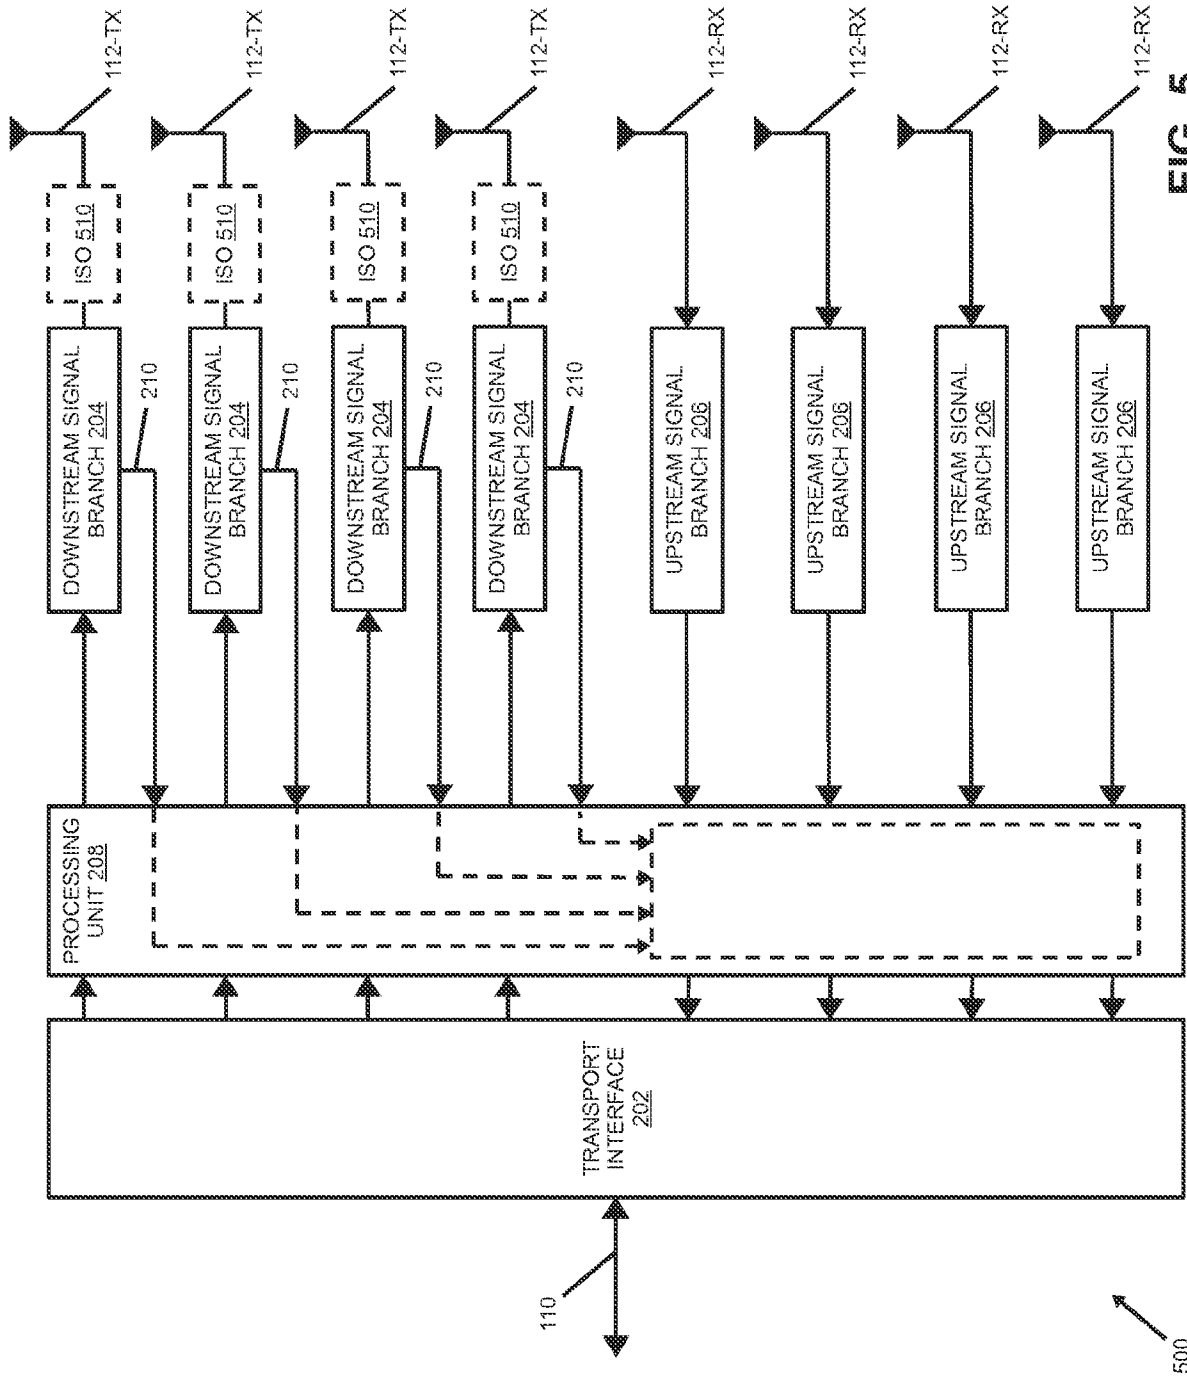 112-TX
112-TX
112-TX
112-TX
112-RX
112-RX
112-RX
112-RX
ISO 510
ISO 510
ISO 510
ISO 510
DOWNSTREAM SIGNAL
BRANCH 204
210
DOWNSTREAM SIGNAL
BRANCH 204
210
DOWNSTREAM SIGNAL
BRANCH 204
210
DOWNSTREAM SIGNAL
BRANCH 204
210
UPSTREAM SIGNAL
BRANCH 206
UPSTREAM SIGNAL
BRANCH 206
UPSTREAM SIGNAL
BRANCH 206
UPSTREAM SIGNAL
BRANCH 206
PROCESSING
UNIT 208
TRANSPORT
INTERFACE
202
110
500
FIG. 5